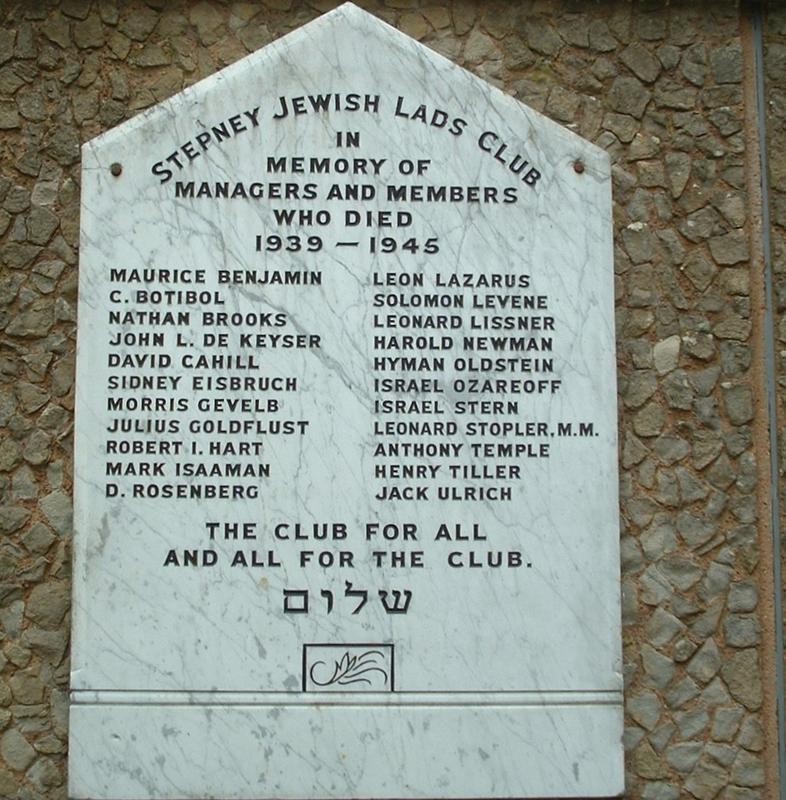 STEPNEY JEWISH LADS CLUB
IN
MEMORY OF
MANAGERS AND MEMBERS
WHO DIED
1939 — 1945
MAURICE BENJAMIN
C. BOTIBOL
NATHAN BROOKS
JOHN L. DE KEYSER
DAVID CAHILL
SIDNEY EISBRUCH
MORRIS GEVELB
JULIUS GOLDFLUST
ROBERT I. HART
MARK ISAAMAN
D. ROSENBERG
LEON LAZARUS
SOLOMON LEVENE
LEONARD LISSNER
HAROLD NEWMAN
HYMAN OLDSTEIN
ISRAEL OZAREOFF
ISRAEL STERN
LEONARD STOPLER, M.M.
ANTHONY TEMPLE
HENRY TILLER
JACK ULRICH
THE CLUB FOR ALL
AND ALL FOR THE CLUB.
שלום